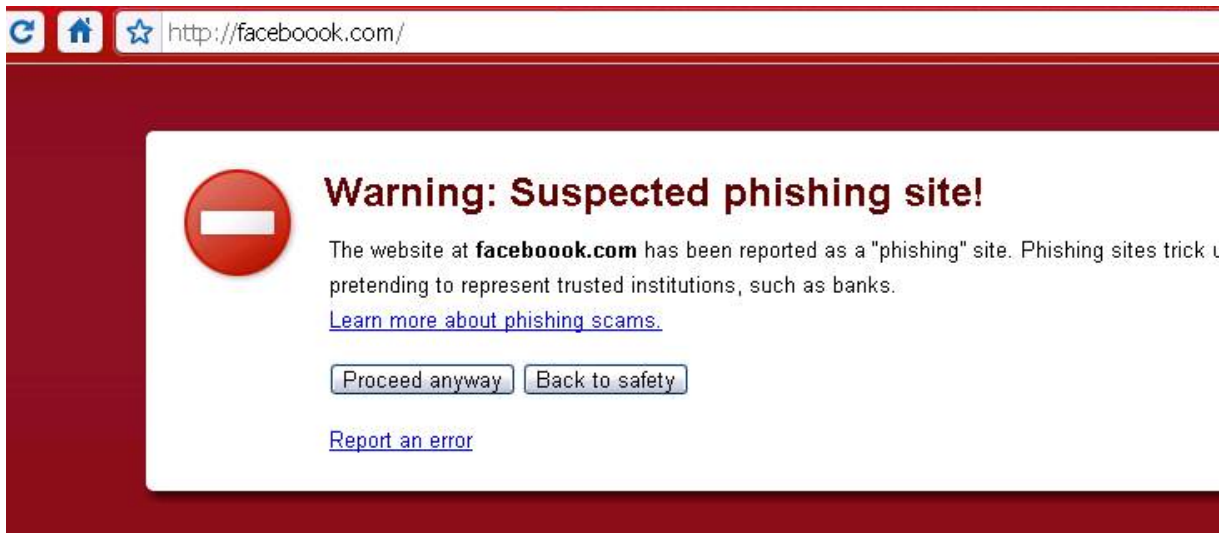 http://faceboook.com/
Warning: Suspected phishing site!
The website at faceboook.com has been reported as a "phishing" site. Phishing sites trick
pretending to represent trusted institutions, such as banks.
Learn more about phishing scams.
Proceed anyway Back to safety
Report an error